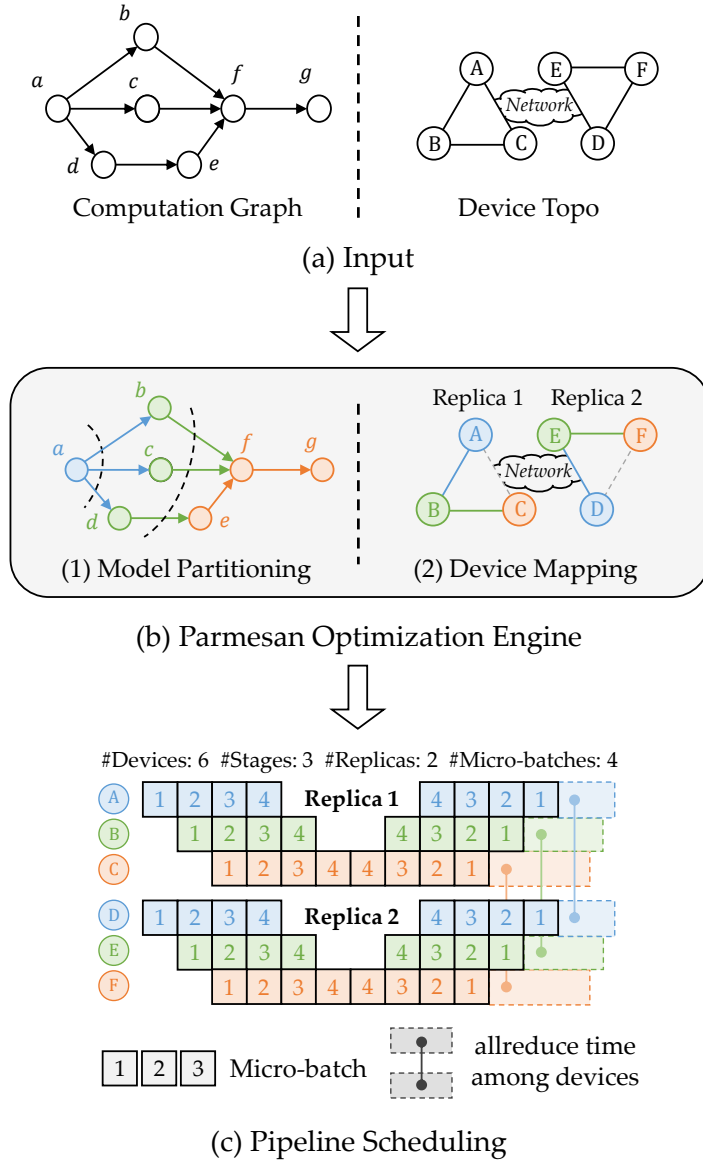 b
a c f g
d e
A E F
Network
B C D
Computation Graph Device Topo
(a) Input
b Replica 1 Replica 2
a c f g
A E F
Network
d e
B C D
(1) Model Partitioning (2) Device Mapping
(b) Parmesan Optimization Engine
#Devices: 6 #Stages: 3 #Replicas: 2 #Micro-batches: 4
A 1 2 3 4 Replica 1 4 3 2 1
B 1 2 3 4 4 3 2 1
C 1 2 3 4 4 3 2 1
D 1 2 3 4 Replica 2 4 3 2 1
E 1 2 3 4 4 3 2 1
F 1 2 3 4 4 3 2 1
1 2 3 Micro-batch
allreduce time
among devices
(c) Pipeline Scheduling